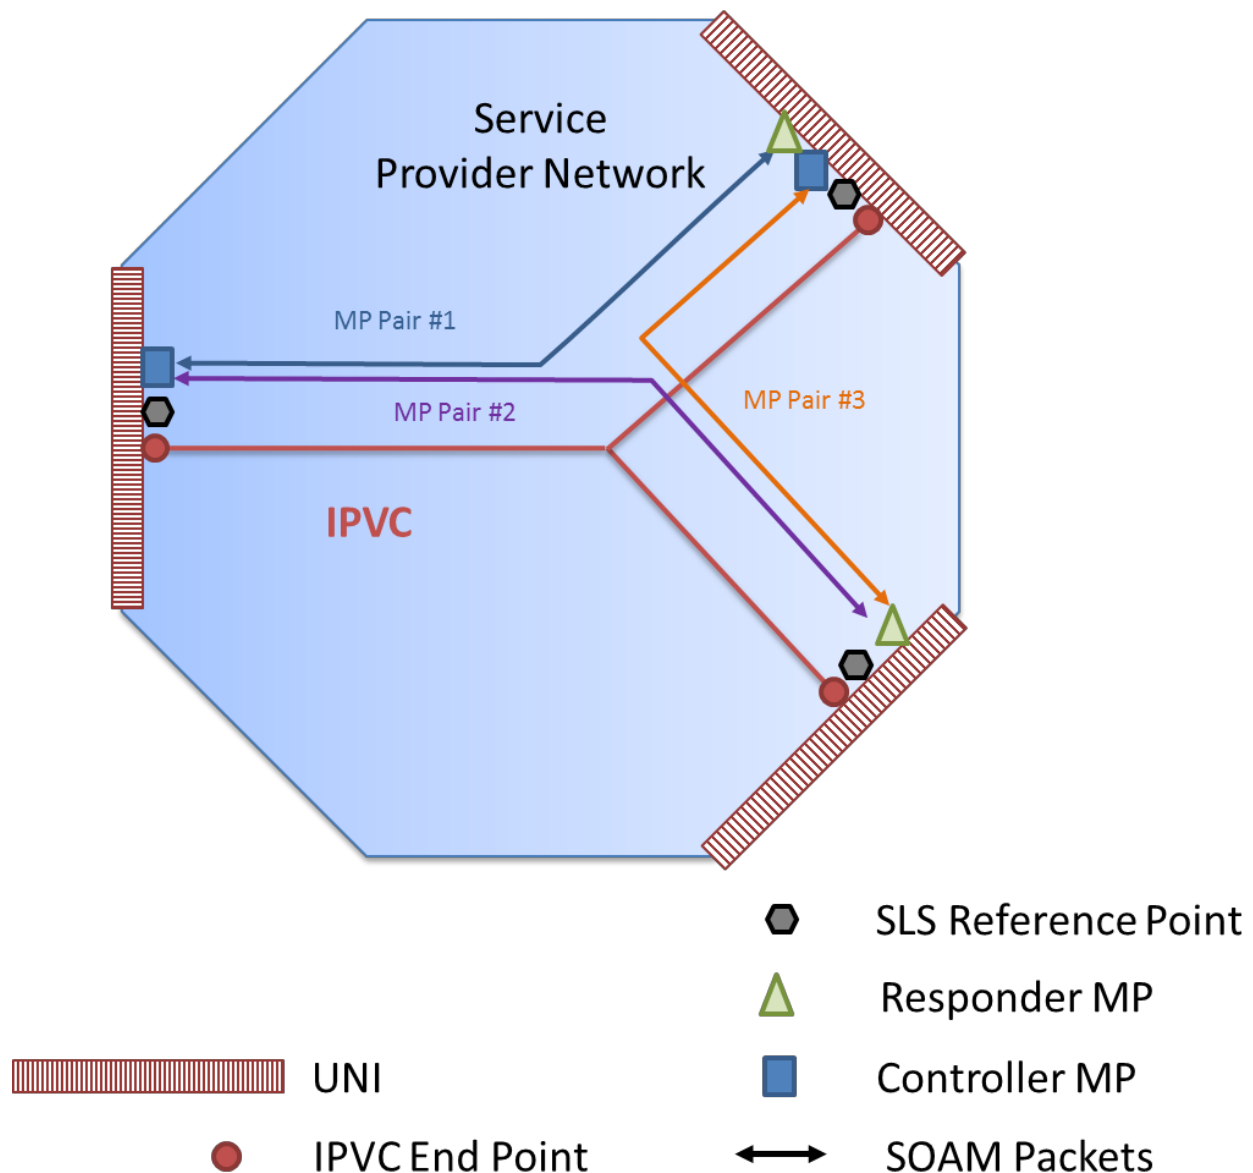 Service
Provider Network
MP Pair #1
MP Pair #2
MP Pair #3
IPVC
SLS Reference Point
Responder MP
UNI
Controller MP
IPVC End Point
SOAM Packets